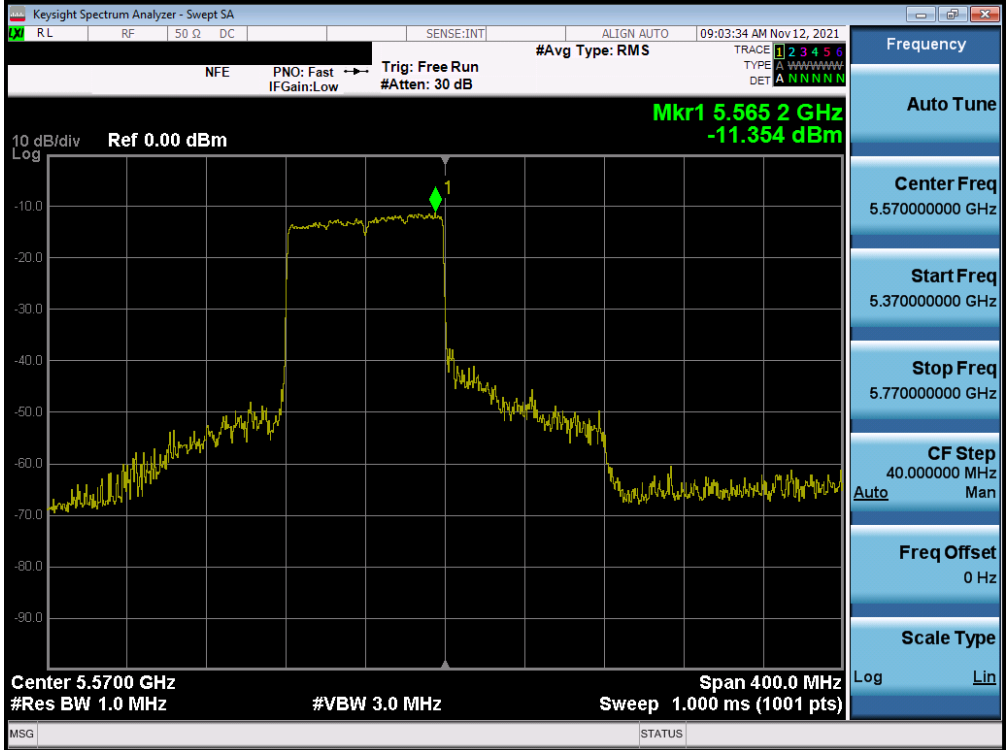 Keysight Spectrum Analyzer - Swept SA
LXI RL RF 50 Ω DC SENSE:INT ALIGN AUTO 09:03:34 AM Nov 12, 2021
Frequency
#Avg Type: RMS
TRACE 1 2 3 4 5 6
TYPE A WWWWW
DET A N N N N N
NFE
PNO: Fast
IFGain:Low
Trig: Free Run
#Atten: 30 dB
Mkr1 5.565 2 GHz
-11.354 dBm
10 dB/div
Log
Ref 0.00 dBm
1
-10.0
-20.0
-30.0
-40.0
-50.0
-60.0
-70.0
-80.0
-90.0
Center 5.5700 GHz
Span 400.0 MHz
#Res BW 1.0 MHz
#VBW 3.0 MHz
Sweep 1.000 ms (1001 pts)
Auto Tune
Center Freq
5.570000000 GHz
Start Freq
5.370000000 GHz
Stop Freq
5.770000000 GHz
CF Step
40.000000 MHz
Auto Man
Freq Offset
0 Hz
Scale Type
Log Lin
MSG
STATUS